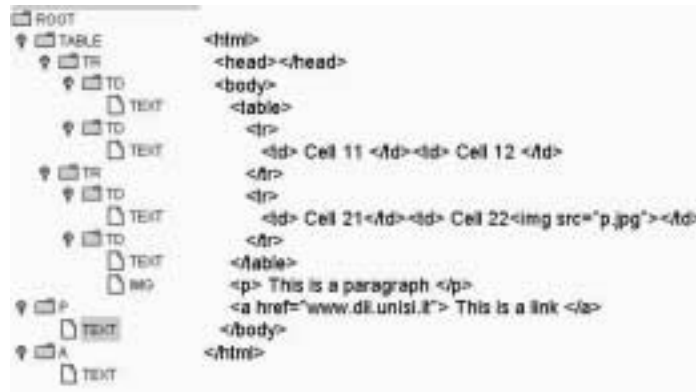 ROOT
TABLE
TR
TD
TEXT
TD
TEXT
TR
TD
TEXT
TD
TEXT
IMG
P
TEXT
A
TEXT
<html>
<head></head>
<body>
<table>
<tr>
<td> Cell 11 </td><td> Cell 12 </td>
</tr>
<tr>
<td> Cell 21</td><td> Cell 22<img src="p.jpg"></td>
</tr>
</table>
<p> This is a paragraph </p>
<a href="www.dii.unisi.it"> This is a link </a>
</body>
</html>